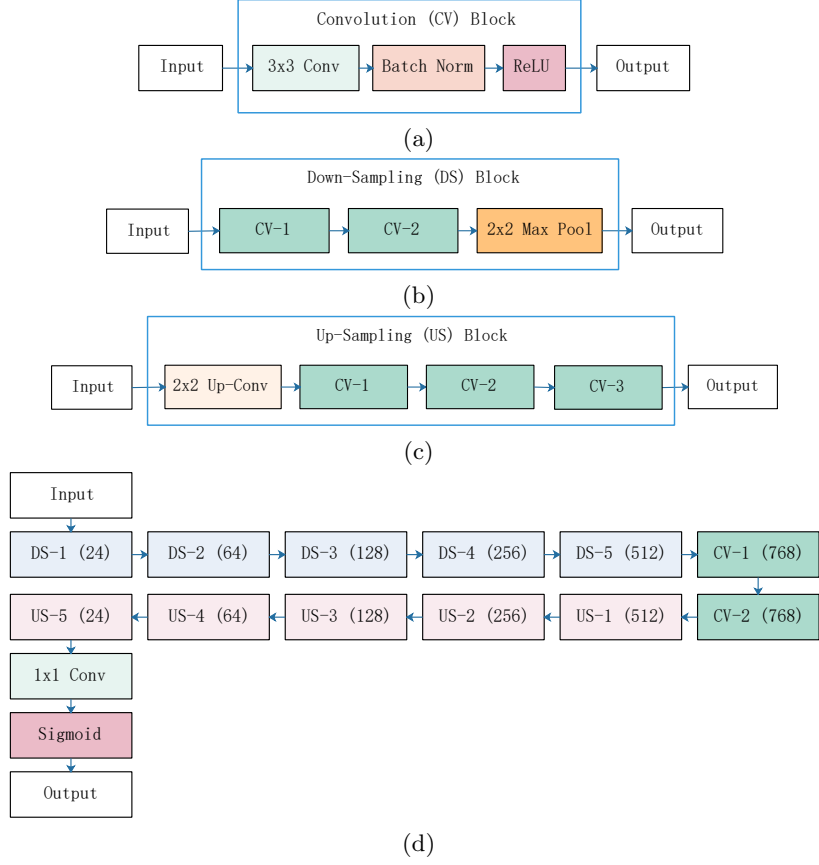 Convolution (CV) Block
Input 3x3 Conv Batch Norm ReLU Output
(a)
Down-Sampling (DS) Block
Input CV-1 CV-2 2x2 Max Pool Output
(b)
Up-Sampling (US) Block
Input 2x2 Up-Conv CV-1 CV-2 CV-3 Output
(c)
Input
DS-1 (24) DS-2 (64) DS-3 (128) DS-4 (256) DS-5 (512) CV-1 (768)
US-5 (24) US-4 (64) US-3 (128) US-2 (256) US-1 (512) CV-2 (768)
1x1 Conv
Sigmoid
Output
(d)